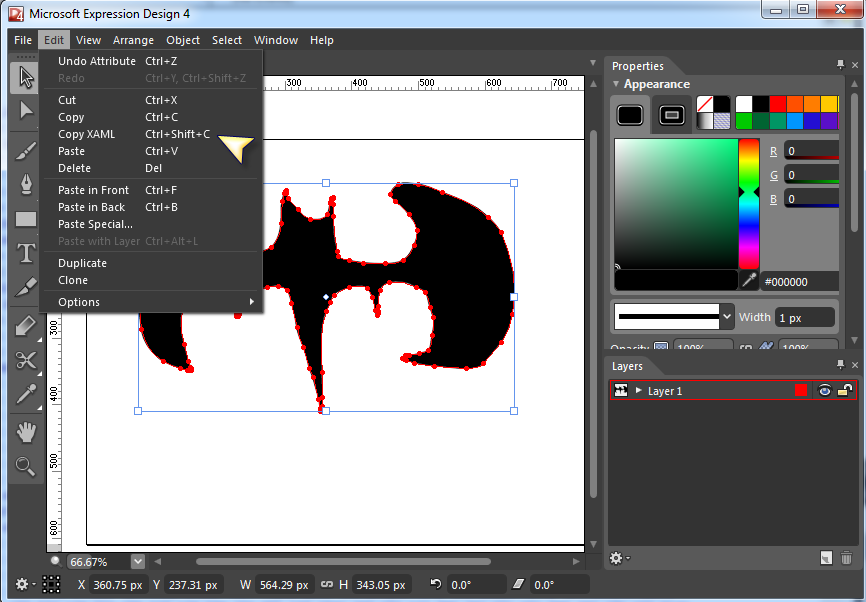 Microsoft Expression Design 4
File Edit View Arrange Object Select Window Help
Undo Attribute Ctrl+Z
Redo Ctrl+Y, Ctrl+Shift+Z
Cut Ctrl+X
Copy Ctrl+C
Copy XAML Ctrl+Shift+C
Paste Ctrl+V
Delete Del
Paste in Front Ctrl+F
Paste in Back Ctrl+B
Paste Special...
Paste with Layer Ctrl+Alt+L
Duplicate
Clone
Options
300 400 500 600 700
300
400
500
600
Properties
Appearance
R 0
G 0
B 0
#000000
Width 1 px
Opacity 100% 100%
Layers
Layer 1
66.67%
X 360.75 px Y 237.31 px W 564.29 px H 343.05 px 0.0° 0.0°